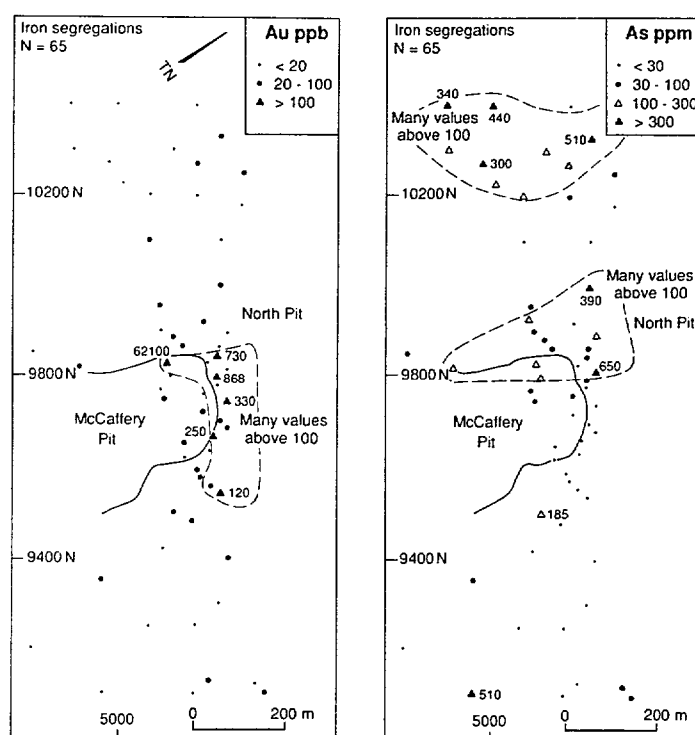 Iron segregations
N = 65
TN
Au ppb
< 20
20 - 100
> 100
10200 N
North Pit
62100
730
9800 N
868
330
McCaffery
Pit
250
Many values
above 100
120
9400 N
5000
0
200 m
Iron segregations
N = 65
As ppm
< 30
30 - 100
100 - 300
> 300
340
Many values
above 100
440
510
300
10200 N
Many values
above 100
390
North Pit
9800 N
650
McCaffery
Pit
185
9400 N
510
5000
0
200 m